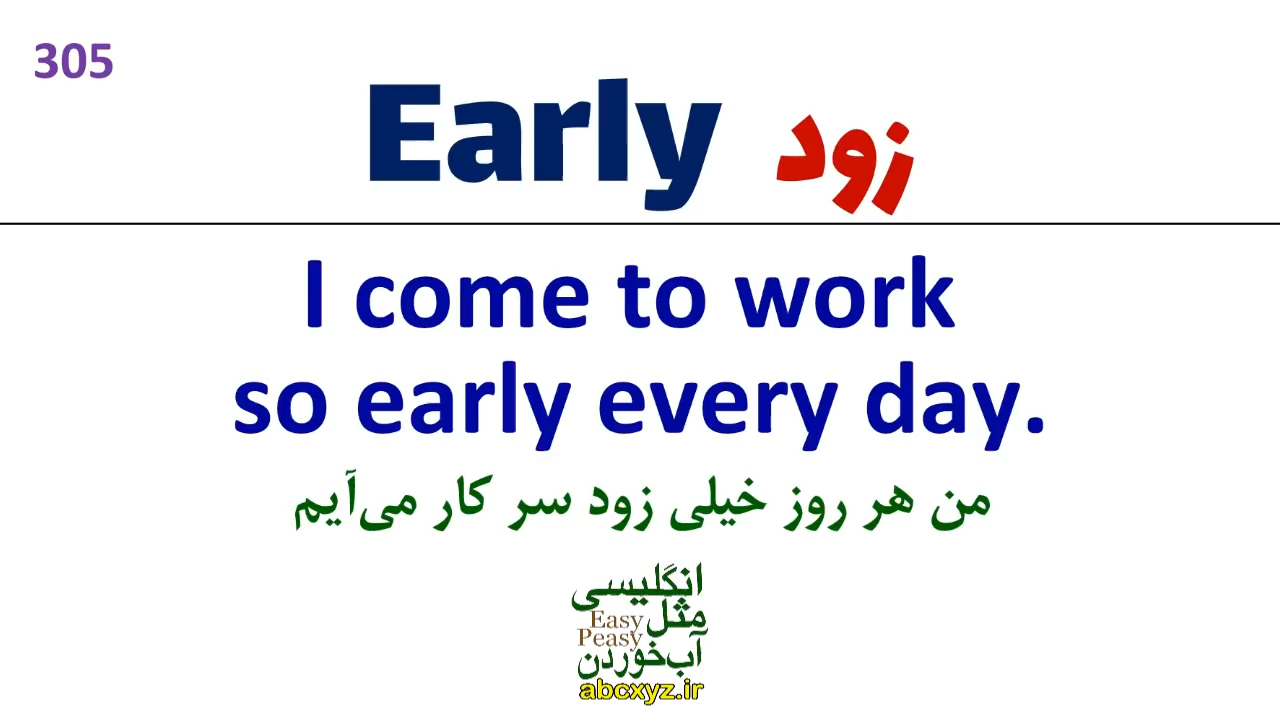 305
Early زود
I come to work
so early every day.
من هر روز خیلی زود سر کار می‌آیم
انگلیسی
مثل
Easy
Peasy
آب‌خوردن
abcxyz.ir